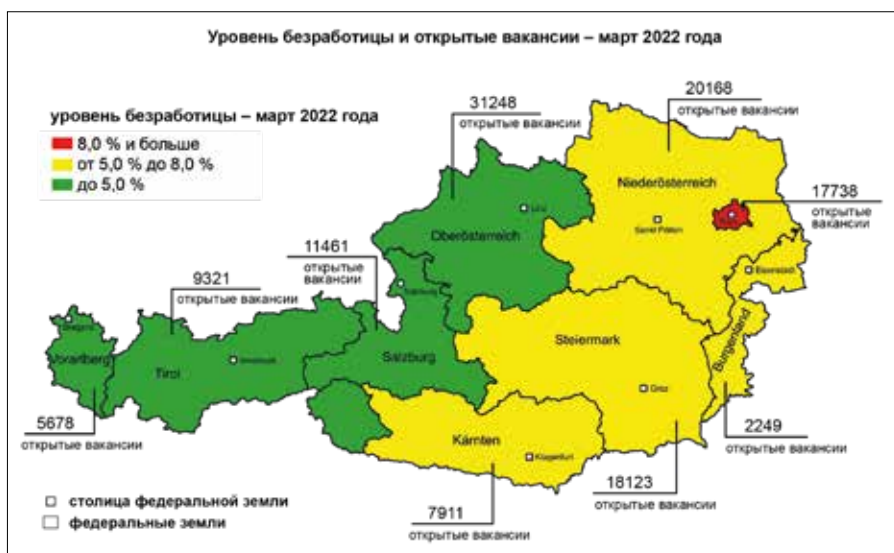 Уровень безработицы и открытые вакансии – март 2022 года
уровень безработицы – март 2022 года
8,0 % и больше
от 5,0 % до 8,0 %
до 5,0 %
31248
открытые вакансии
20168
открытые вакансии
17738
открытые
вакансии
11461
открытые
вакансии
9321
открытые вакансии
Niederösterreich
Sankt Pölten
Linz
Oberösterreich
Eisenstadt
Salzburg
Bregenz
Vorarlberg
Tirol
Innsbruck
Salzburg
Steiermark
Burgenland
Graz
Kärnten
Klagenfurt
5678
открытые вакансии
2249
открытые вакансии
18123
открытые вакансии
7911
открытые вакансии
столица федеральной земли
федеральные земли